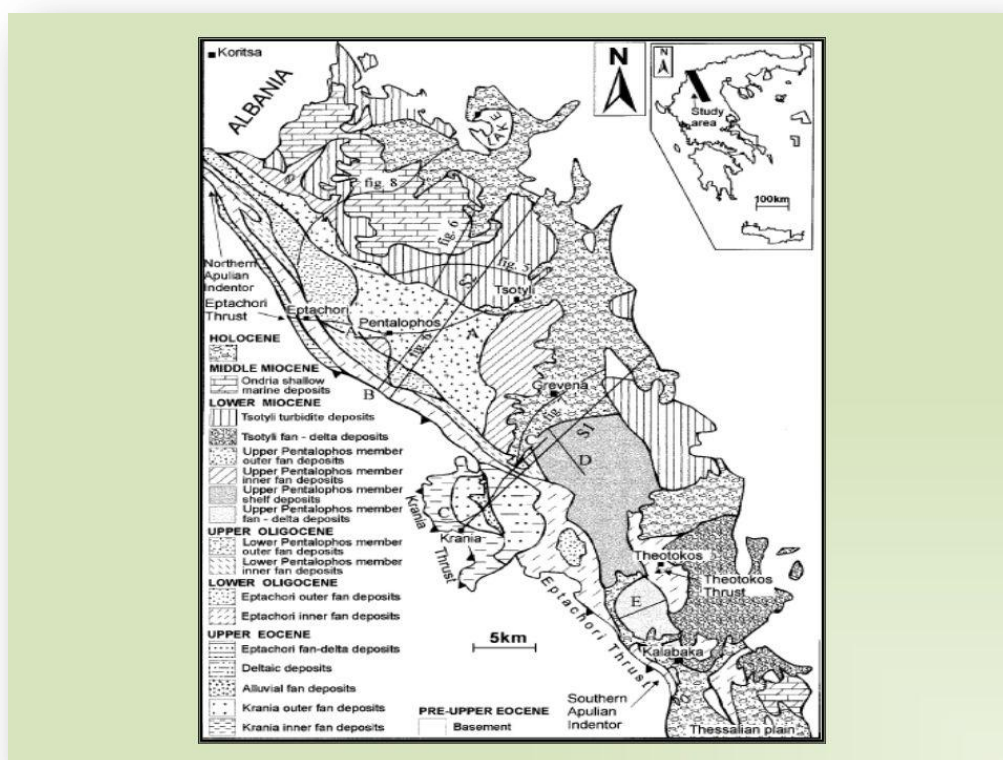 Koritsa
ALBANIA
N
N
Study
area
100km
LAKE
fig. 8
fig. 6
fig. 5
S2
Tsotyli
Northern
Apulian
Indentor
Eptachori
Thrust
Eptachori
Pentalophos
A
A
B
Grevena
fig.
S1
D
C
Krania
Krania
Thrust
Theotokos
Theotokos
Thrust
E
Eptachori Thrust
Kalabaka
5km
Southern
Apulian
Indentor
Thessalian plain
HOLOCENE
MIDDLE MIOCENE
Ondria shallow
marine deposits
LOWER MIOCENE
Tsotyli turbidite deposits
Tsotyli fan - delta deposits
Upper Pentalophos member
outer fan deposits
Upper Pentalophos member
inner fan deposits
Upper Pentalophos member
shelf deposits
Upper Pentalophos member
fan - delta deposits
UPPER OLIGOCENE
Lower Pentalophos member
outer fan deposits
Lower Pentalophos member
inner fan deposits
LOWER OLIGOCENE
Eptachori outer fan deposits
Eptachori inner fan deposits
UPPER EOCENE
Eptachori fan-delta deposits
Deltaic deposits
Alluvial fan deposits
Krania outer fan deposits
Krania inner fan deposits
PRE-UPPER EOCENE
Basement